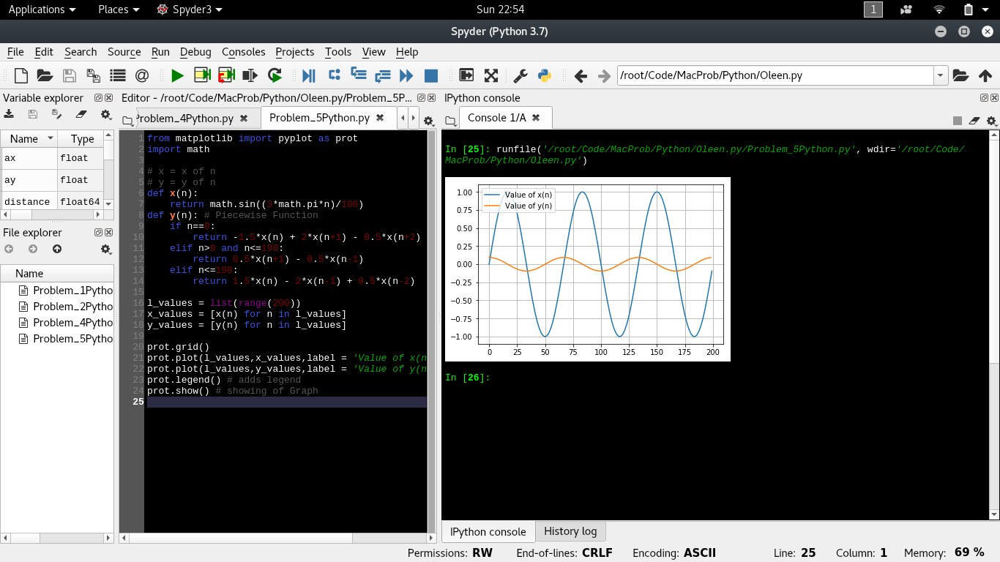 Applications Places Spyder3 Sun 22:54 1
Spyder (Python 3.7)
File Edit Search Source Run Debug Consoles Projects Tools View Help
@ /root/Code/MacProb/Python/Oleen.py
Variable explorer
Name Type
ax float
ay float
distance float64
File explorer
Name
Problem_1Pytho
Problem_2Pytho
Problem_4Pytho
Problem_5Pytho
Editor - /root/Code/MacProb/Python/Oleen.py/Problem_5P...
Problem_4Python.py Problem_5Python.py
1 from matplotlib import pyplot as prot
2 import math
3
4 # x = x of n
5 # y = y of n
6 def x(n):
7     return math.sin((3*math.pi*n)/100)
8 def y(n): # Piecewise Function
9     if n==0:
10         return -1.5*x(n) + 2*x(n+1) - 0.5*x(n+2)
11     elif n>0 and n<=198:
12         return 0.5*x(n+1) - 0.5*x(n-1)
13     elif n<=198:
14         return 1.5*x(n) - 2*x(n-1) + 0.5*x(n-2)
15
16 l_values = list(range(200))
17 x_values = [x(n) for n in l_values]
18 y_values = [y(n) for n in l_values]
19
20 prot.grid()
21 prot.plot(l_values,x_values,label = 'Value of x(n
22 prot.plot(l_values,y_values,label = 'Value of y(n
23 prot.legend() # adds legend
24 prot.show() # showing of Graph
25
IPython console
Console 1/A
In [25]: runfile('/root/Code/MacProb/Python/Oleen.py/Problem_5Python.py', wdir='/root/Code/
MacProb/Python/Oleen.py')
Value of x(n)
Value of y(n)
1.00
0.75
0.50
0.25
0.00
−0.25
−0.50
−0.75
−1.00
0 25 50 75 100 125 150 175 200
In [26]:
IPython console History log
Permissions: RW End-of-lines: CRLF Encoding: ASCII Line: 25 Column: 1 Memory: 69 %